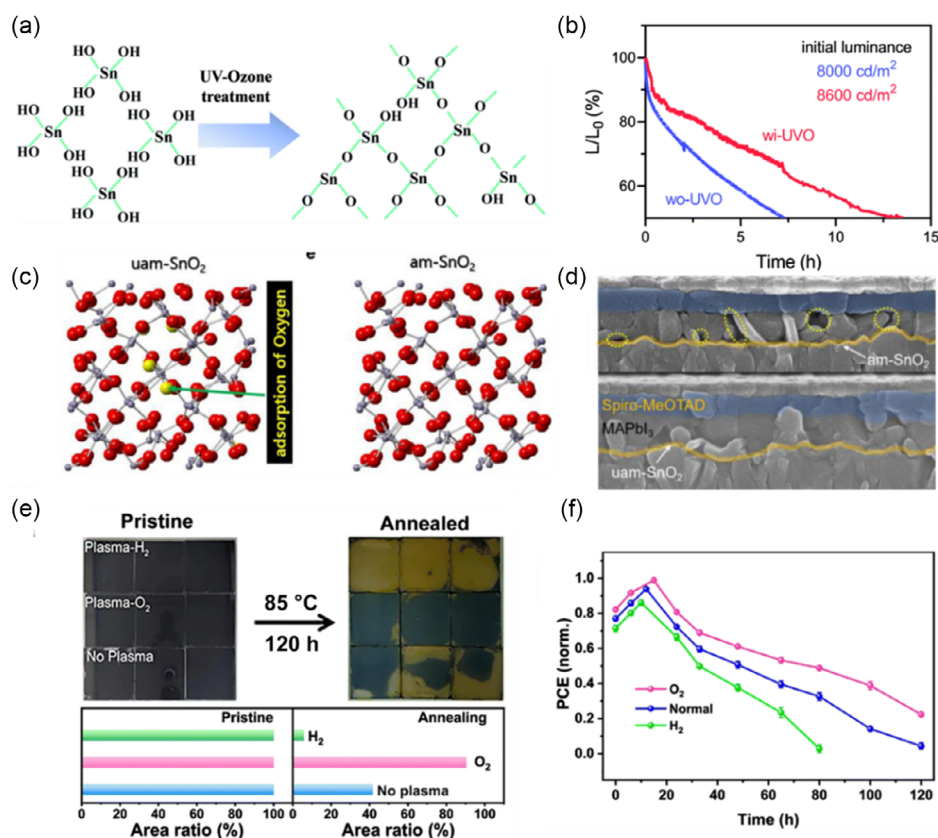 (a)
HO
OH
Sn
HO
OH
HO
OH
Sn
HO
OH
HO
OH
Sn
HO
OH
HO
OH
Sn
HO
OH
UV-Ozone
treatment
O
O
Sn
O
OH
O
O
Sn
O
Sn
O
O
O
O
Sn
Sn
Sn
O
O
OH
O
OH
O
(b)
initial luminance
8000 cd/m²
8600 cd/m²
wi-UVO
wo-UVO
L/L₀ (%)
100
80
60
0
5
10
15
Time (h)
(c)
uam-SnO₂
e
am-SnO₂
adsorption of Oxygen
(d)
am-SnO₂
Spiro-MeOTAD
MAPbI₃
uam-SnO₂
(e)
Pristine
Annealed
Plasma-H₂
Plasma-O₂
No Plasma
85 °C
120 h
Pristine
Annealing
H₂
O₂
No plasma
0 20 40 60 80 100
0 20 40 60 80 100
Area ratio (%)
Area ratio (%)
(f)
PCE (norm.)
1.0
0.8
0.6
0.4
0.2
0.0
O₂
Normal
H₂
0 20 40 60 80 100 120
Time (h)